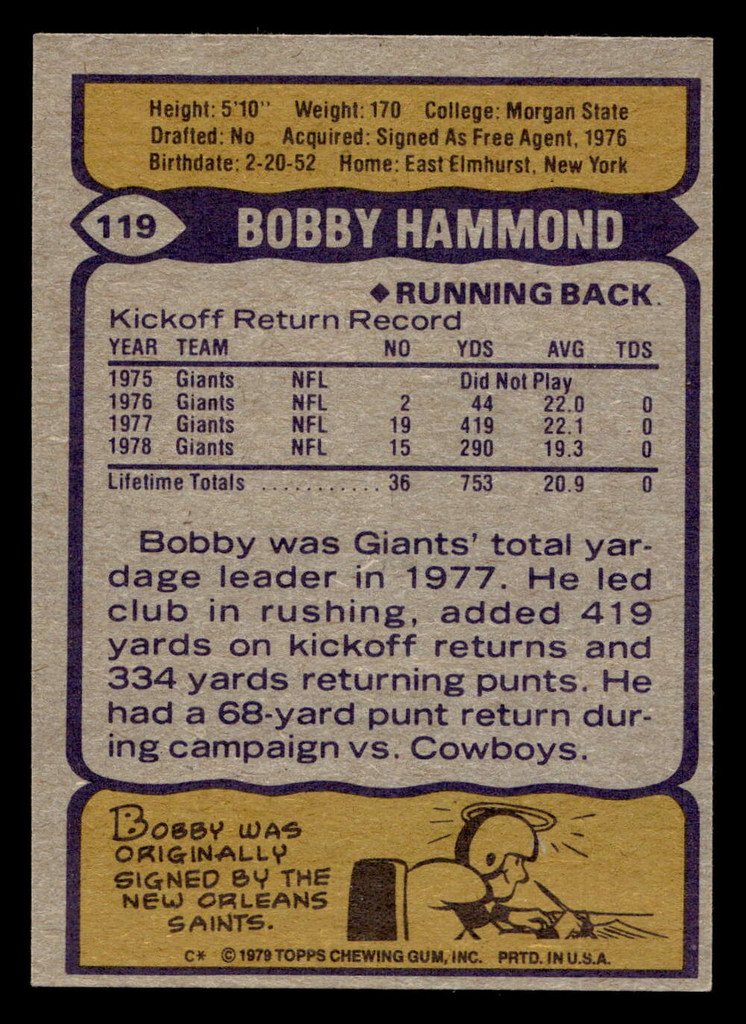 Height: 5'10" Weight: 170 College: Morgan State
Drafted: No Acquired: Signed As Free Agent, 1976
Birthdate: 2-20-52 Home: East Elmhurst, New York
119 BOBBY HAMMOND
◆ RUNNING BACK.
Kickoff Return Record
YEAR TEAM NO YDS AVG TDS
1975 Giants NFL Did Not Play
1976 Giants NFL 2 44 22.0 0
1977 Giants NFL 19 419 22.1 0
1978 Giants NFL 15 290 19.3 0
Lifetime Totals ........... 36 753 20.9 0
Bobby was Giants' total yar-
dage leader in 1977. He led
club in rushing, added 419
yards on kickoff returns and
334 yards returning punts. He
had a 68-yard punt return dur-
ing campaign vs. Cowboys.
BOBBY WAS
ORIGINALLY
SIGNED BY THE
NEW ORLEANS
SAINTS.
C* © 1979 TOPPS CHEWING GUM, INC. PRTD. IN U.S.A.